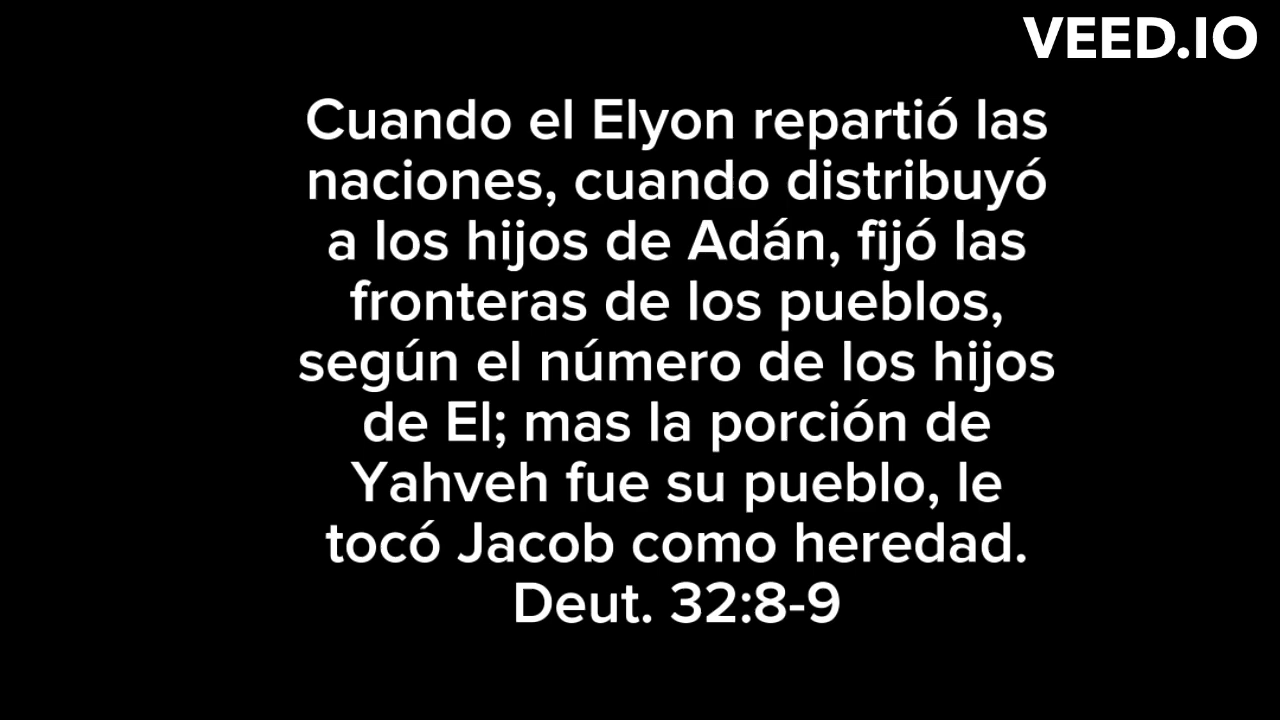 VEED.IO
Cuando el Elyon repartió las
naciones, cuando distribuyó
a los hijos de Adán, fijó las
fronteras de los pueblos,
según el número de los hijos
de El; mas la porción de
Yahveh fue su pueblo, le
tocó Jacob como heredad.
Deut. 32:8-9